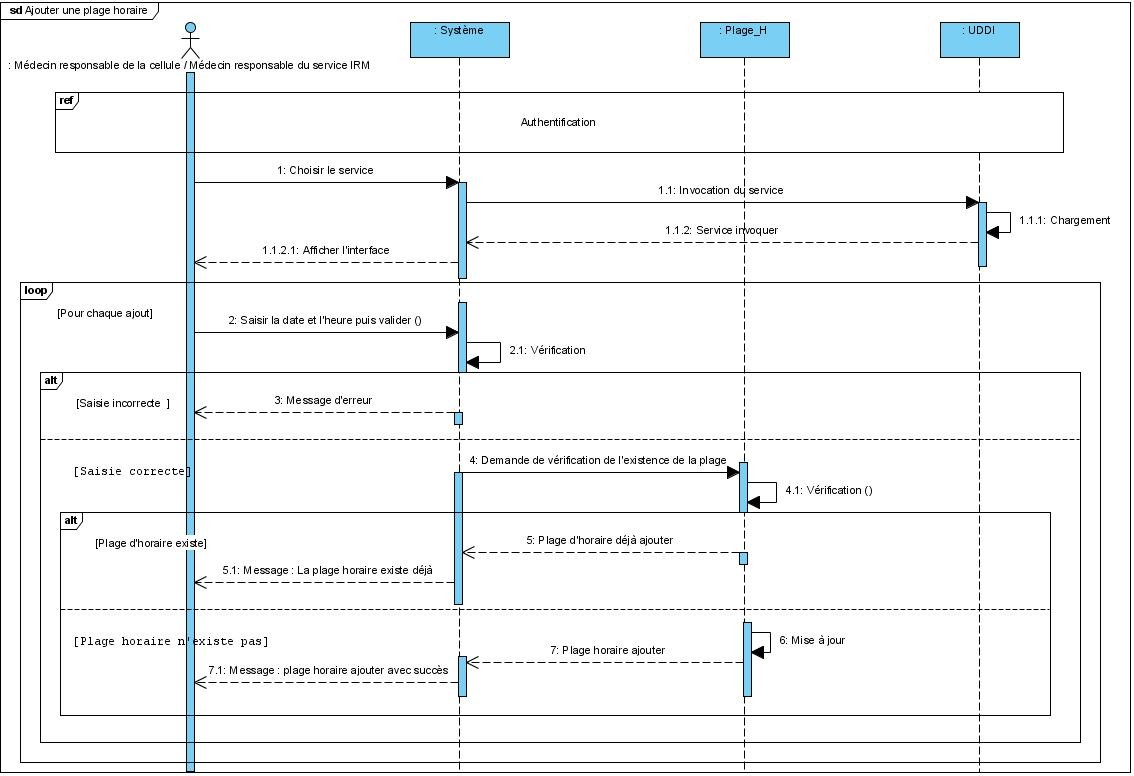 sd Ajouter une plage horaire
: Système
: Plage_H
: UDDI
: Médecin responsable de la cellule / Médecin responsable du service IRM
ref
Authentification
1: Choisir le service
1.1: Invocation du service
1.1.1: Chargement
1.1.2: Service invoquer
1.1.2.1: Afficher l'interface
loop
[Pour chaque ajout]
2: Saisir la date et l'heure puis valider ()
2.1: Vérification
alt
[Saisie incorrecte ]
3: Message d'erreur
[Saisie correcte]
4: Demande de vérification de l'existence de la plage
4.1: Vérification ()
alt
[Plage d'horaire existe]
5: Plage d'horaire déjà ajouter
5.1: Message : La plage horaire existe déjà
[Plage horaire n'existe pas]
6: Mise à jour
7: Plage horaire ajouter
7.1: Message : plage horaire ajouter avec succès